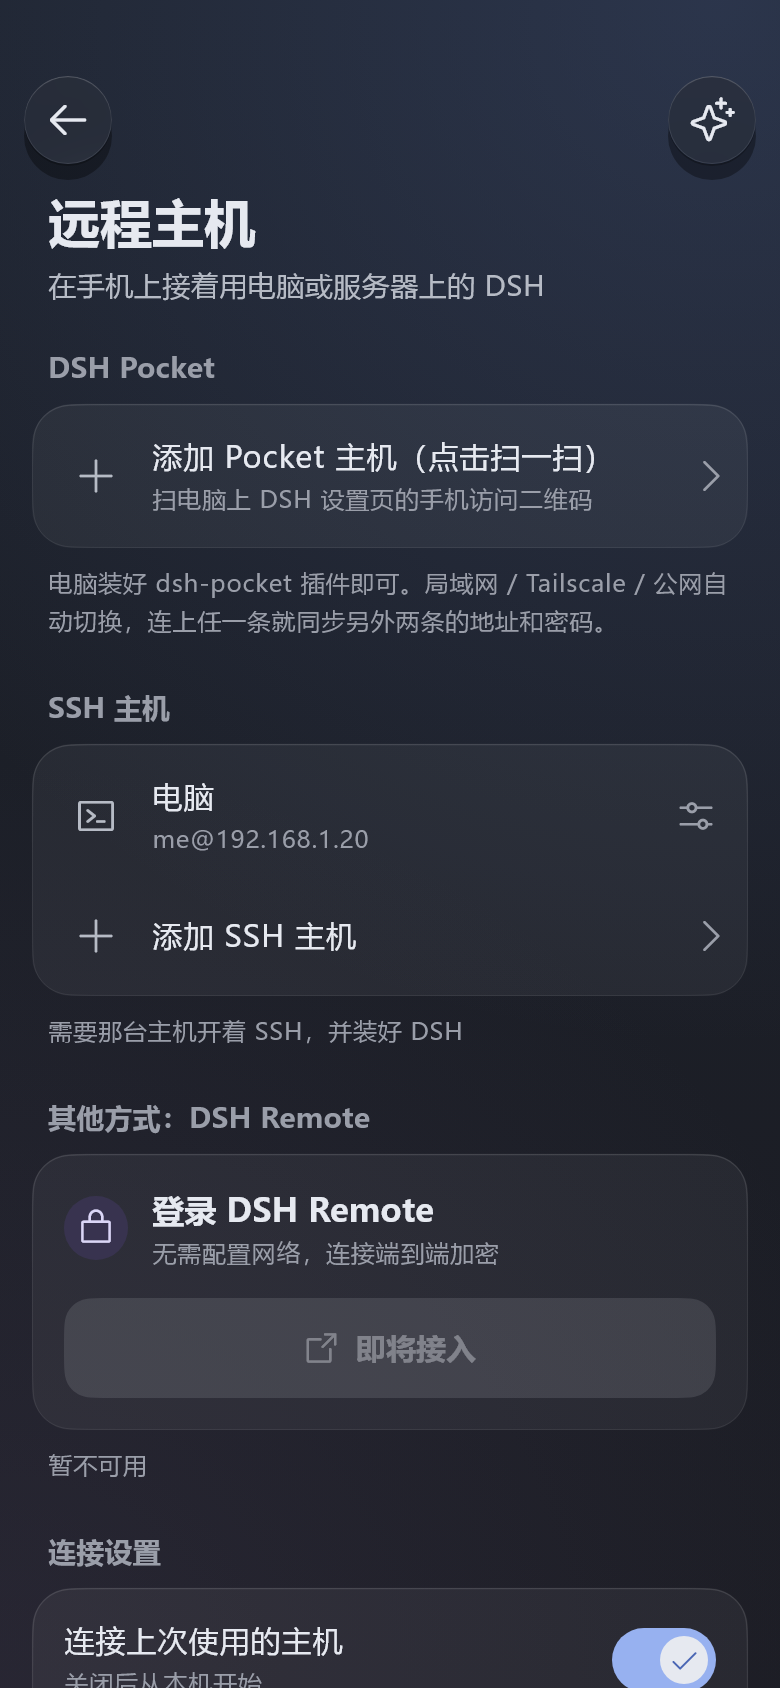 远程主机
在手机上接着用电脑或服务器上的 DSH
DSH Pocket
添加 Pocket 主机（点击扫一扫）
扫电脑上 DSH 设置页的手机访问二维码
电脑装好 dsh-pocket 插件即可。局域网 / Tailscale / 公网自
动切换，连上任一条就同步另外两条的地址和密码。
SSH 主机
电脑
me@192.168.1.20
添加 SSH 主机
需要那台主机开着 SSH，并装好 DSH
其他方式：DSH Remote
登录 DSH Remote
无需配置网络，连接端到端加密
即将接入
暂不可用
连接设置
连接上次使用的主机
关闭后从本机开始